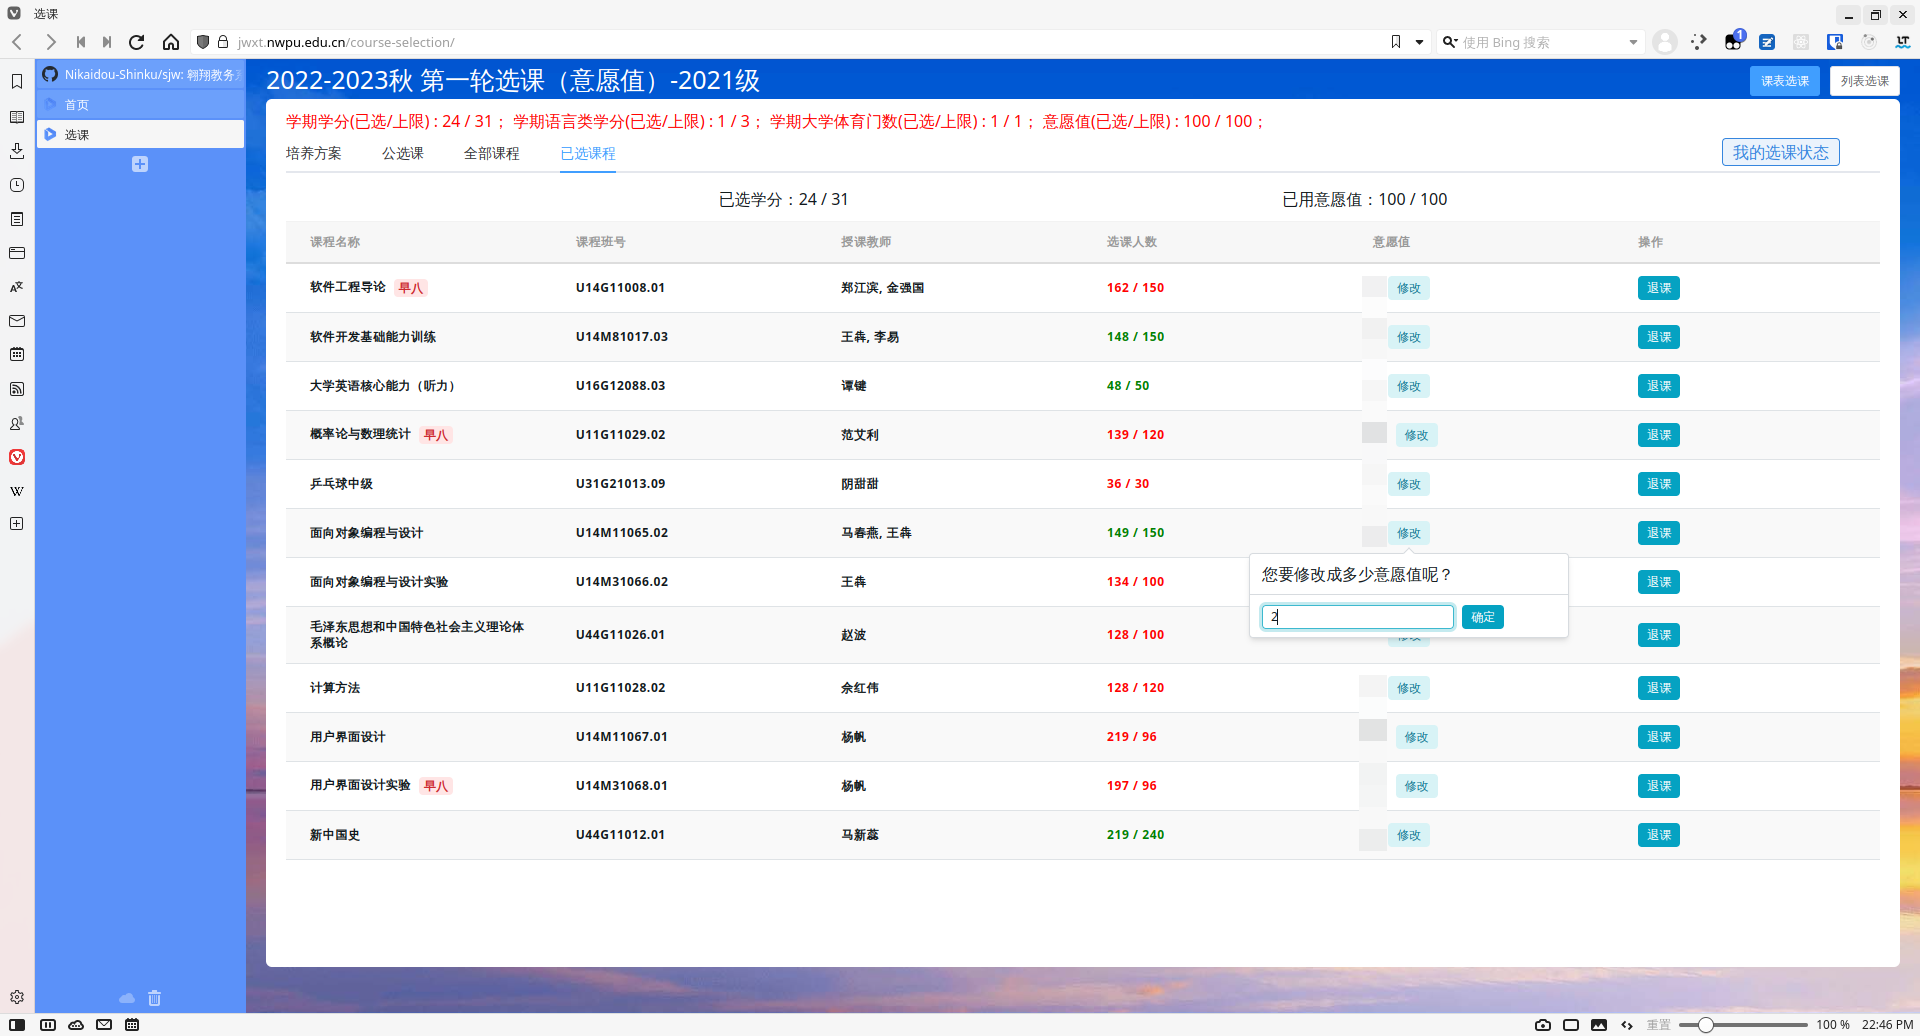 选课
jwxt.nwpu.edu.cn/course-selection/
使用 Bing 搜索
1
Nikaidou-Shinku/sjw: 翱翔教务
首页
选课
2022-2023秋 第一轮选课（意愿值）-2021级
课表选课
列表选课
学期学分(已选/上限) : 24 / 31； 学期语言类学分(已选/上限) : 1 / 3； 学期大学体育门数(已选/上限) : 1 / 1； 意愿值(已选/上限) : 100 / 100；
培养方案 公选课 全部课程 已选课程
我的选课状态
已选学分：24 / 31 已用意愿值：100 / 100
课程名称 课程班号 授课教师 选课人数 意愿值 操作
软件工程导论 早八 U14G11008.01 郑江滨, 金强国 162 / 150 修改 退课
软件开发基础能力训练 U14M81017.03 王犇, 李易 148 / 150 修改 退课
大学英语核心能力（听力） U16G12088.03 谭键 48 / 50 修改 退课
概率论与数理统计 早八 U11G11029.02 范艾利 139 / 120 修改 退课
乒乓球中级 U31G21013.09 阴甜甜 36 / 30 修改 退课
面向对象编程与设计 U14M11065.02 马春燕, 王犇 149 / 150 修改 退课
您要修改成多少意愿值呢？
2 确定
面向对象编程与设计实验 U14M31066.02 王犇 134 / 100 退课
毛泽东思想和中国特色社会主义理论体
系概论 U44G11026.01 赵波 128 / 100 修改 退课
计算方法 U11G11028.02 佘红伟 128 / 120 修改 退课
用户界面设计 U14M11067.01 杨帆 219 / 96 修改 退课
用户界面设计实验 早八 U14M31068.01 杨帆 197 / 96 修改 退课
新中国史 U44G11012.01 马新蕊 219 / 240 修改 退课
重置 100 % 22:46 PM